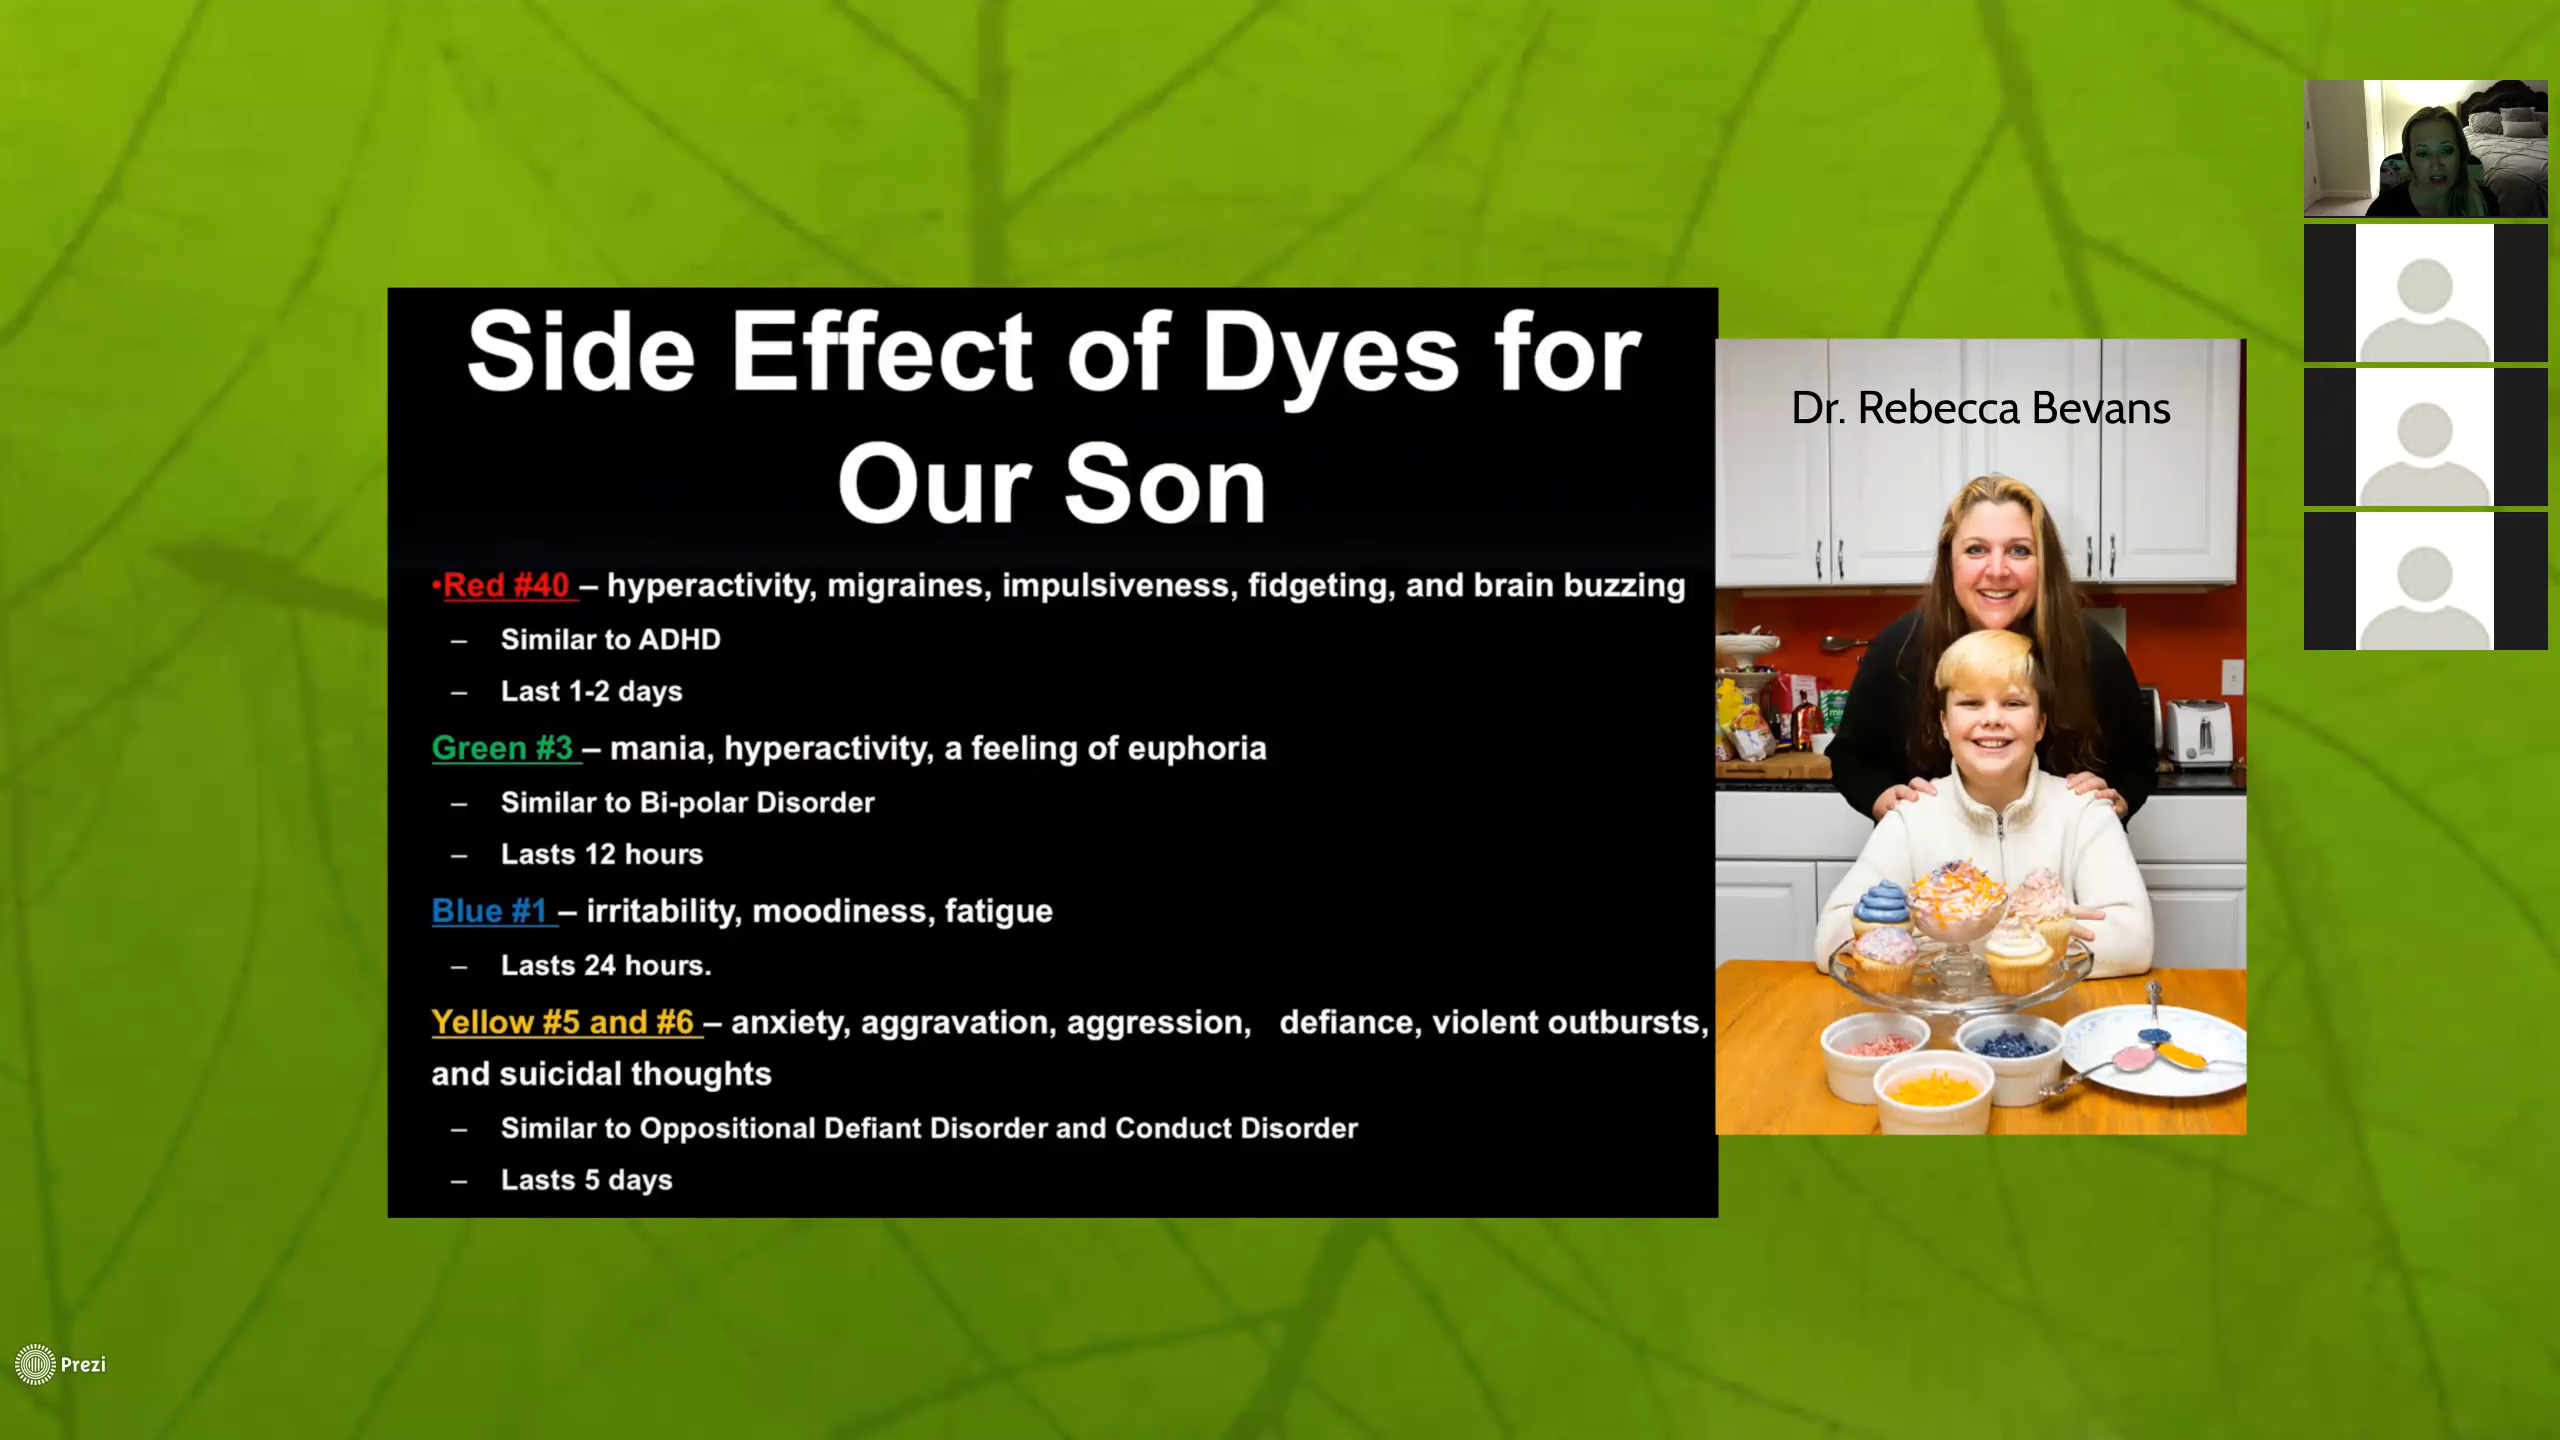 Side Effect of Dyes for
Our Son
•Red #40 – hyperactivity, migraines, impulsiveness, fidgeting, and brain buzzing
– Similar to ADHD
– Last 1-2 days
Green #3 – mania, hyperactivity, a feeling of euphoria
– Similar to Bi-polar Disorder
– Lasts 12 hours
Blue #1 – irritability, moodiness, fatigue
– Lasts 24 hours.
Yellow #5 and #6 – anxiety, aggravation, aggression, defiance, violent outbursts,
and suicidal thoughts
– Similar to Oppositional Defiant Disorder and Conduct Disorder
– Lasts 5 days
Dr. Rebecca Bevans
Prezi